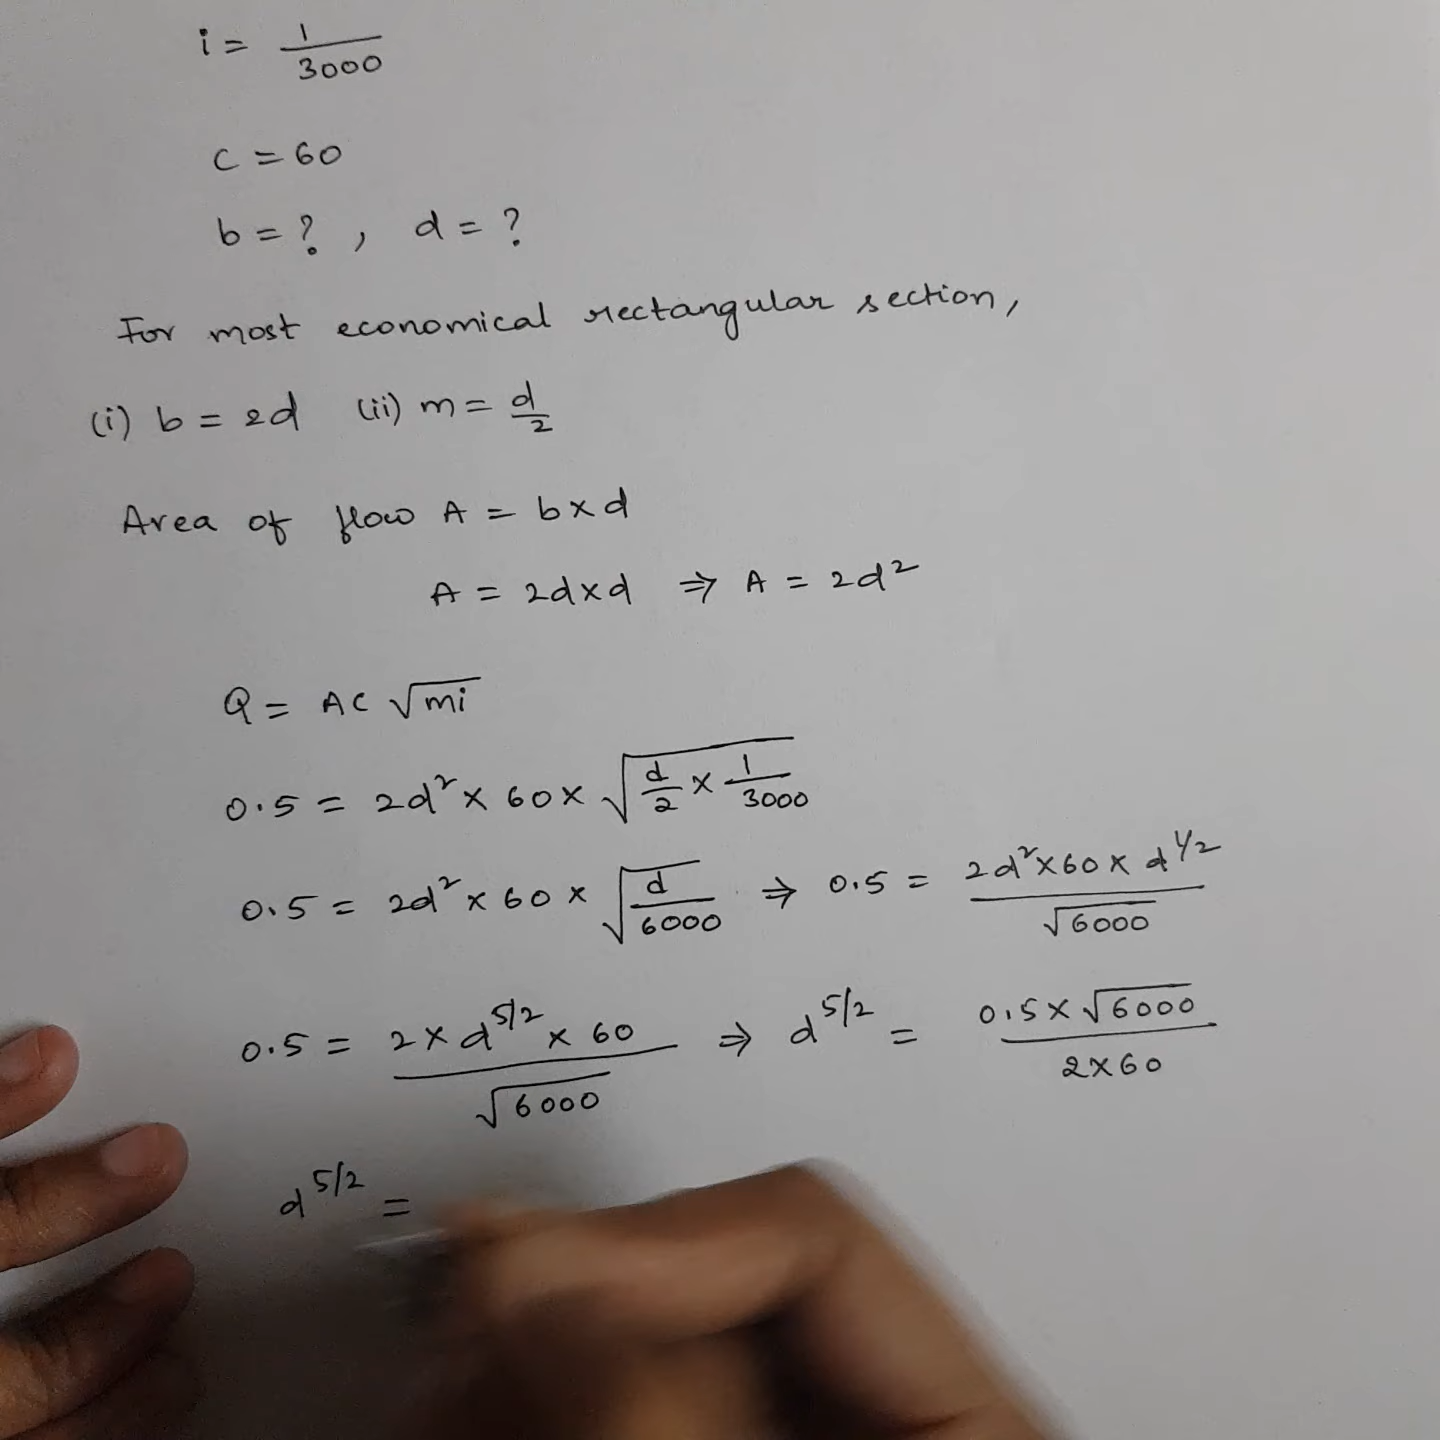 i = 1/3000
C = 60
b = ? , d = ?
For most economical rectangular section,
(i) b = 2d (ii) m = d/2
Area of flow A = b x d
A = 2d x d ⇒ A = 2d²
Q = AC √mi
0.5 = 2d² x 60 x √(d/2 x 1/3000)
0.5 = 2d² x 60 x √(d/6000) ⇒ 0.5 = 2d² x 60 x d^1/2 / √6000
0.5 = 2 x d^5/2 x 60 / √6000 ⇒ d^5/2 = 0.5 x √6000 / 2 x 60
d^5/2 =